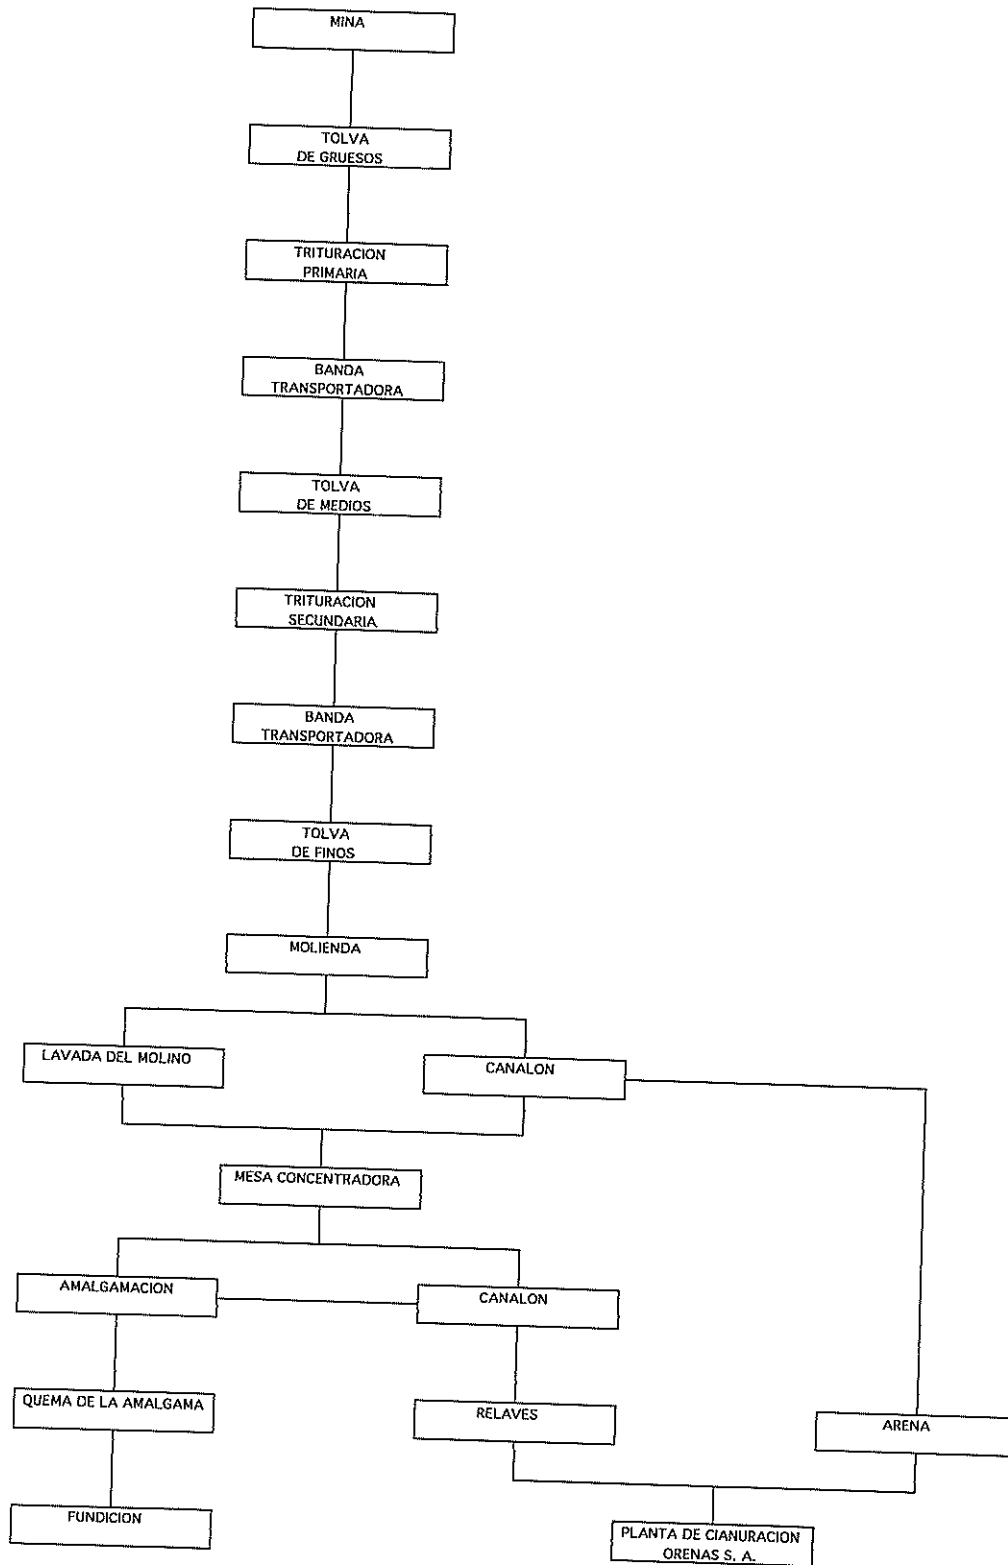 MINA
TOLVA
DE GRUESOS
TRITURACION
PRIMARIA
BANDA
TRANSPORTADORA
TOLVA
DE MEDIOS
TRITURACION
SECUNDARIA
BANDA
TRANSPORTADORA
TOLVA
DE FINOS
MOLIENDA
LAVADA DEL MOLINO
CANALON
MESA CONCENTRADORA
AMALGAMACION
CANALON
QUEMA DE LA AMALGAMA
RELAVES
ARENA
FUNDICION
PLANTA DE CIANURACION
ORENAS S. A.